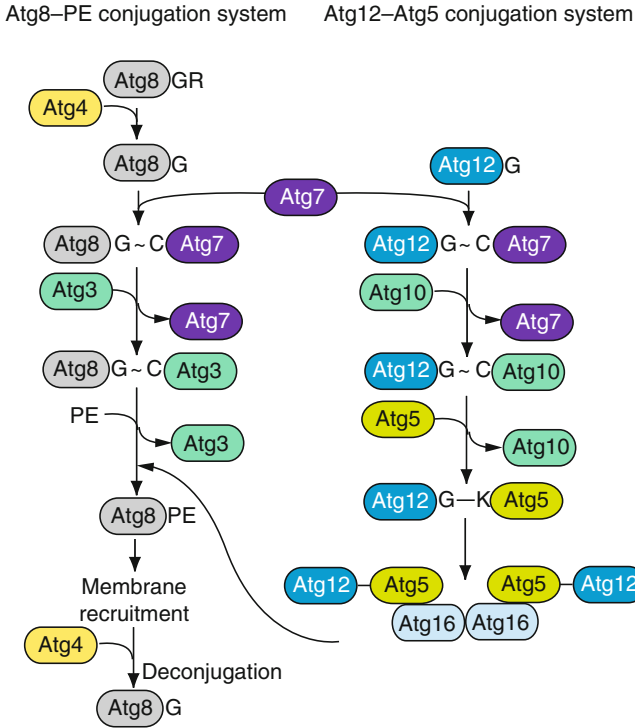 Atg8–PE conjugation system Atg12–Atg5 conjugation system
Atg8 GR
Atg4
Atg8 G
Atg12 G
Atg7
Atg8 G ~ C Atg7
Atg12 G ~ C Atg7
Atg3
Atg10
Atg7
Atg7
Atg8 G ~ C Atg3
Atg12 G ~ C Atg10
PE
Atg5
Atg3
Atg10
Atg8 PE
Atg12 G—K Atg5
Membrane
recruitment
Atg12 Atg5 Atg5 Atg12
Atg16 Atg16
Atg4
Deconjugation
Atg8 G